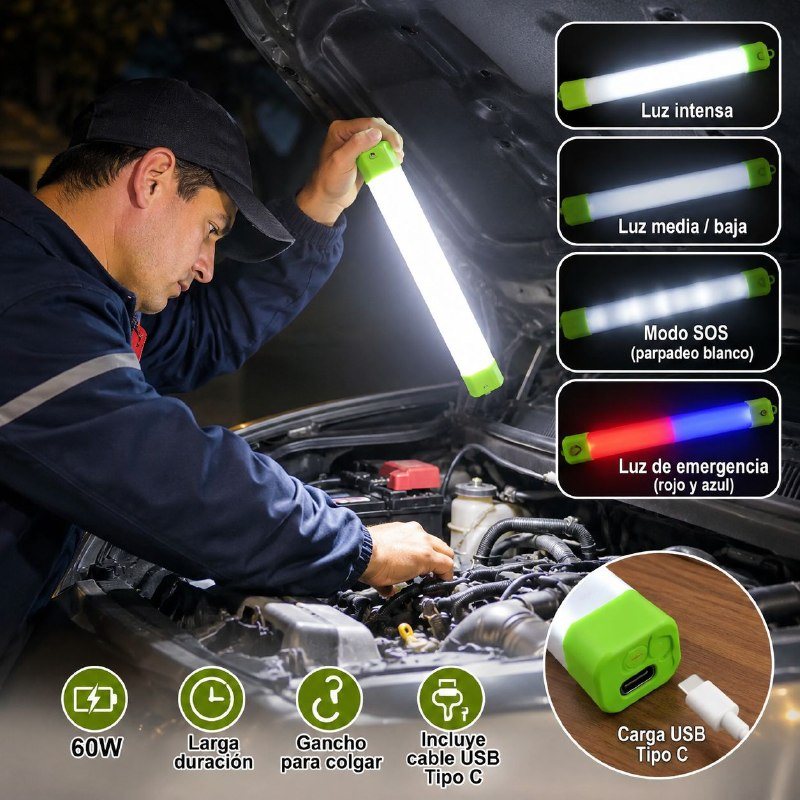 Luz intensa
Luz media / baja
Modo SOS
(parpadeo blanco)
Luz de emergencia
(rojo y azul)
60W
Larga
duración
Gancho
para colgar
Incluye
cable USB
Tipo C
Carga USB
Tipo C